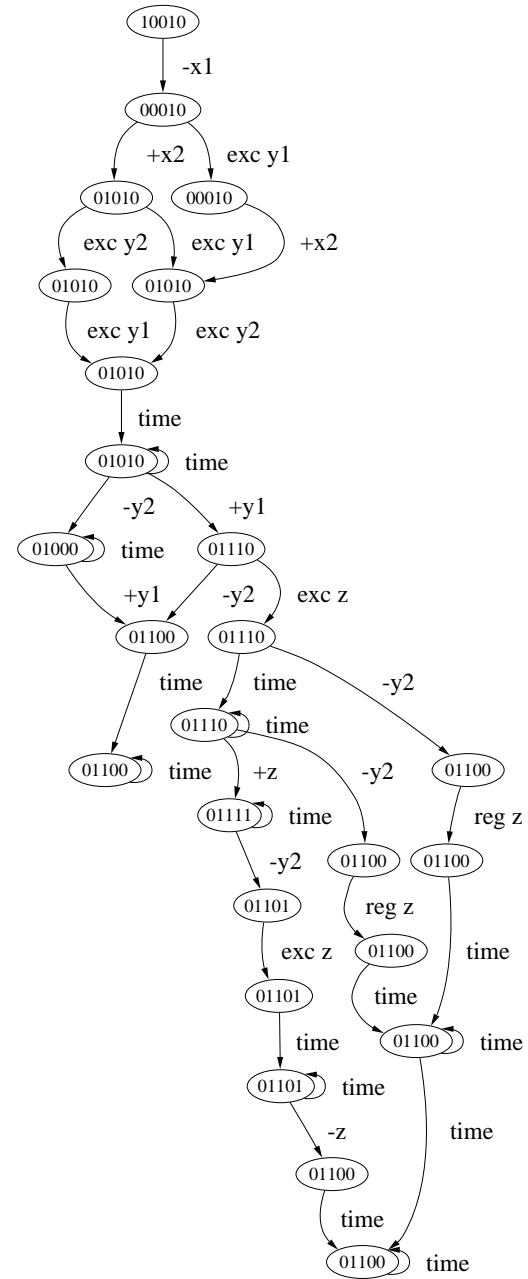 10010
-x1
00010
+x2 exc y1
01010 00010
exc y2 exc y1 +x2
01010 01010
exc y1 exc y2
01010
time
01010 time
-y2 +y1
01000 time 01110
+y1 -y2 exc z
01100 01110
time time -y2
01110 time
01100 time +z -y2 01100
01111 time reg z
-y2 01100 01100
01101 reg z
exc z 01100 time
01101 time
time 01100 time
01101 time
-z time
01100
time
01100 time